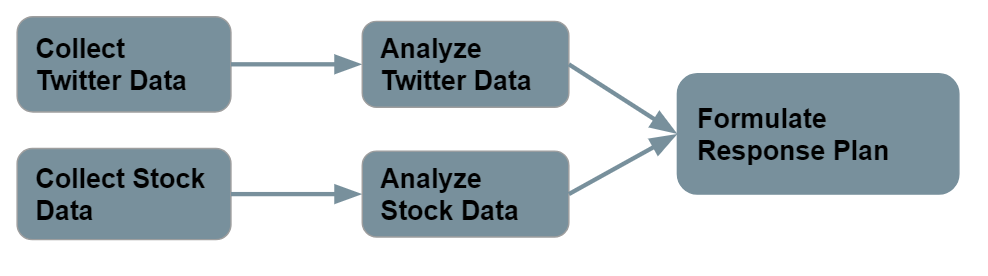 Collect
Twitter Data
Analyze
Twitter Data
Collect Stock
Data
Analyze
Stock Data
Formulate
Response Plan